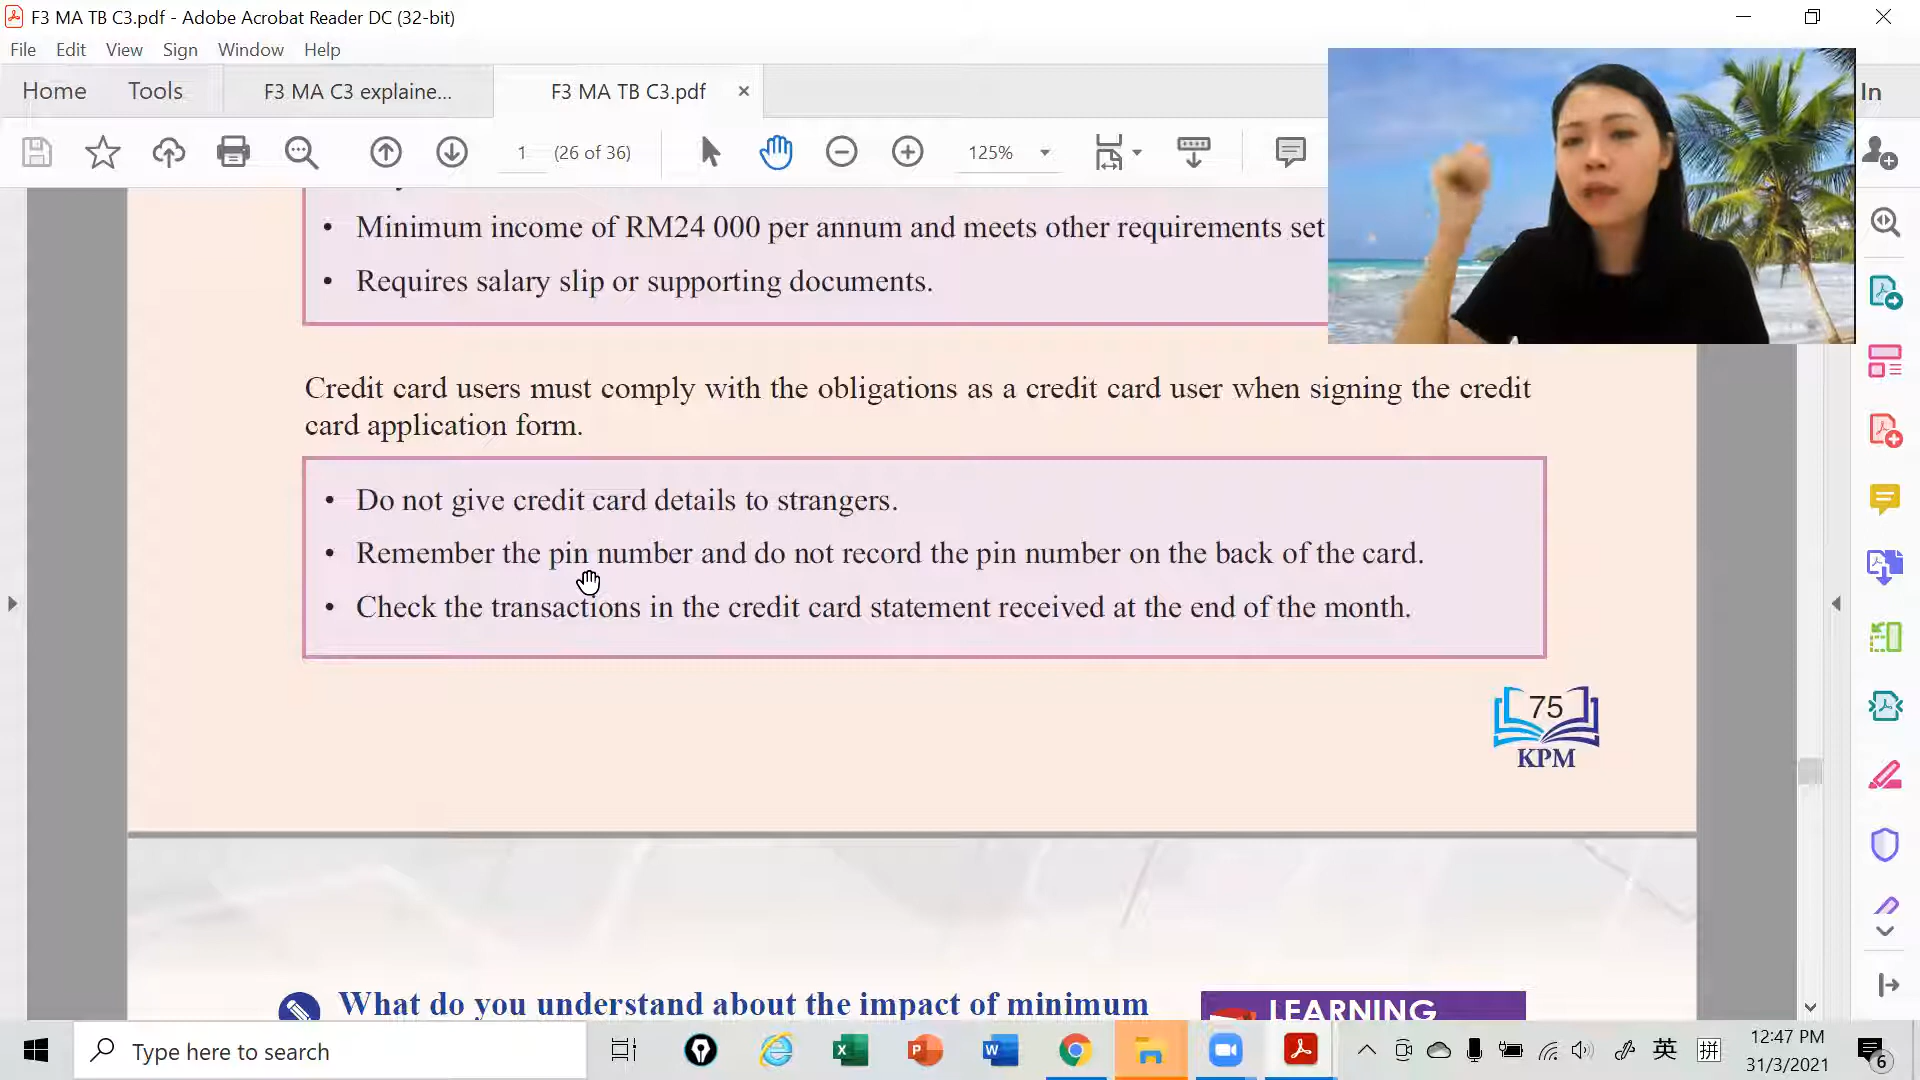 F3 MA TB C3.pdf - Adobe Acrobat Reader DC (32-bit)
File Edit View Sign Window Help
Home Tools F3 MA C3 explaine... F3 MA TB C3.pdf × In
1 (26 of 36) 125%
• Minimum income of RM24 000 per annum and meets other requirements set
• Requires salary slip or supporting documents.
Credit card users must comply with the obligations as a credit card user when signing the credit
card application form.
• Do not give credit card details to strangers.
• Remember the pin number and do not record the pin number on the back of the card.
• Check the transactions in the credit card statement received at the end of the month.
75
KPM
What do you understand about the impact of minimum
LEARNING
Type here to search
英 拼
12:47 PM
31/3/2021
6